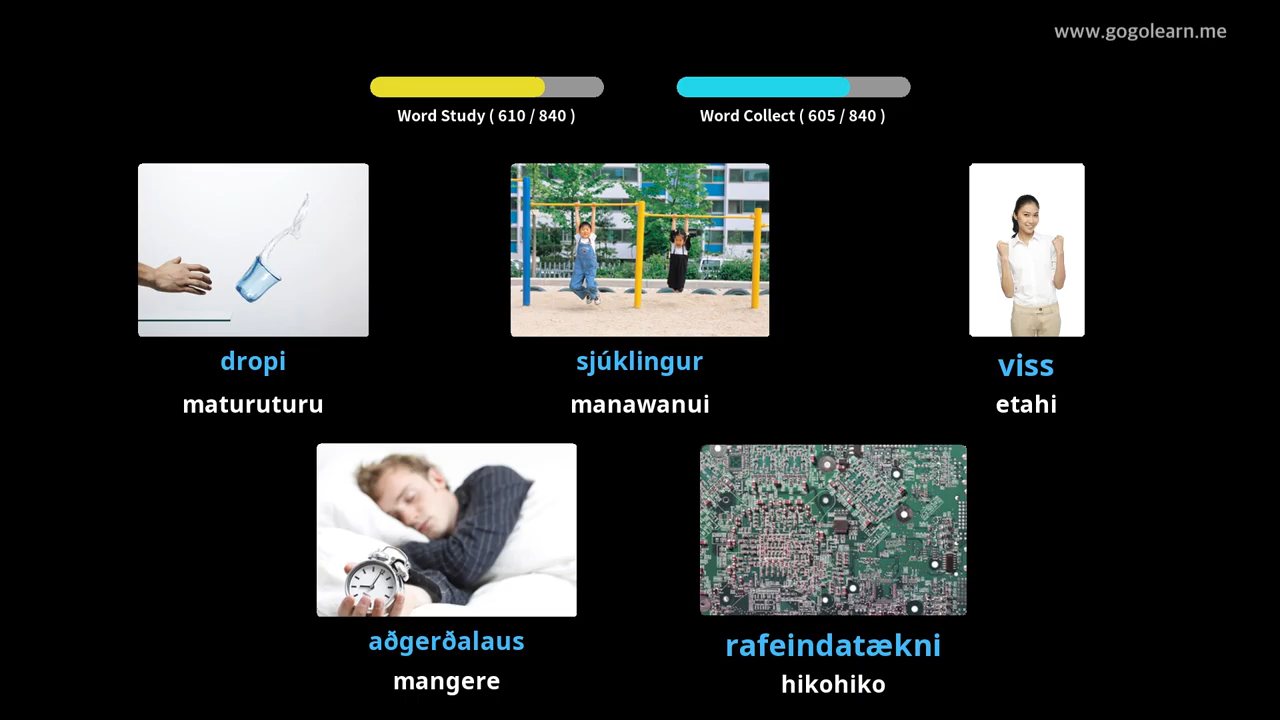 www.gogolearn.me
Word Study ( 610 / 840 )
Word Collect ( 605 / 840 )
dropi
maturuturu
sjúklingur
manawanui
viss
etahi
aðgerðalaus
mangere
rafeindatækni
hikohiko